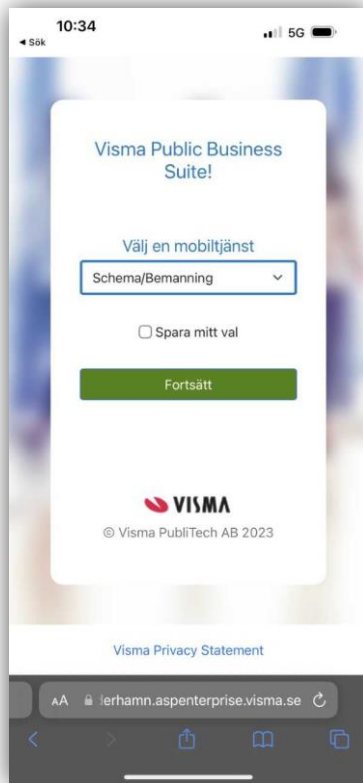 10:34
5G
◄ Sök
Visma Public Business
Suite!
Välj en mobiltjänst
Schema/Bemanning
Spara mitt val
Fortsätt
VISMA
© Visma PubliTech AB 2023
Visma Privacy Statement
AA lerhamn.aspenterprise.visma.se